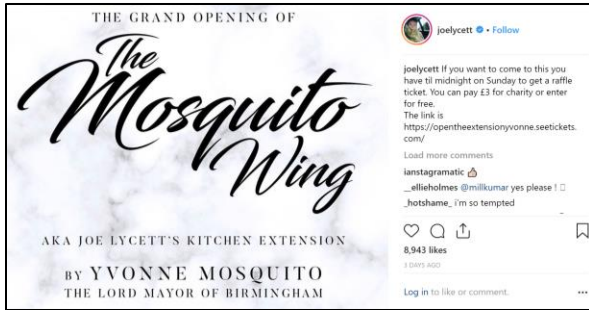 THE GRAND OPENING OF
The
Mosquito
Wing
AKA JOE LYCETT'S KITCHEN EXTENSION
BY YVONNE MOSQUITO
THE LORD MAYOR OF BIRMINGHAM
joelycett • Follow
joelycett If you want to come to this you
have til midnight on Sunday to get a raffle
ticket. You can pay £3 for charity or enter
for free.
The link is
https://opentheextensionyvonne.seetickets.
com/
Load more comments
ianstagramatic
__ellieholmes @millkumar yes please !
_hotshame_ i'm so tempted
8,943 likes
3 DAYS AGO
Log in to like or comment.